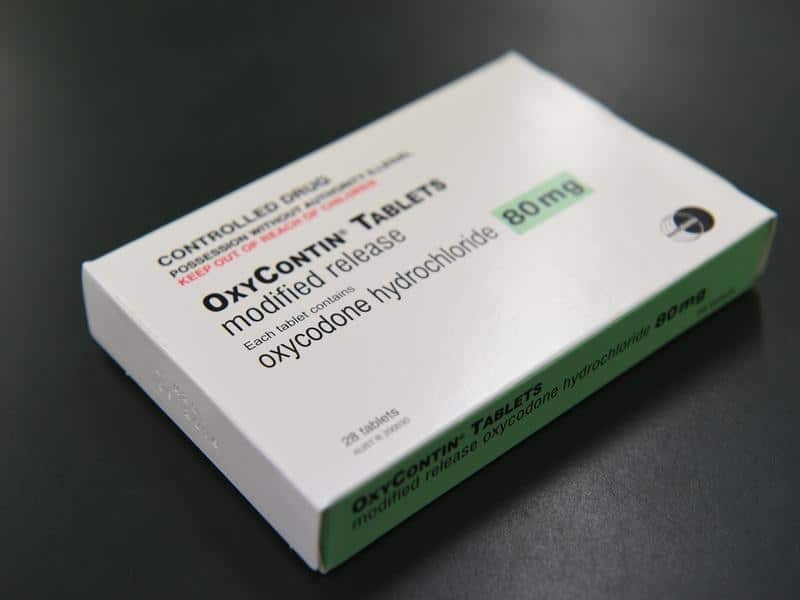 CONTROLLED DRUG
POSSESSION WITHOUT AUTHORITY ILLEGAL
KEEP OUT OF REACH OF CHILDREN
OXYCONTIN® TABLETS
modified release
Each tablet contains
oxycodone hydrochloride 80 mg
28 tablets
OXYCONTIN® TABLETS
modified release oxycodone hydrochloride 80 mg